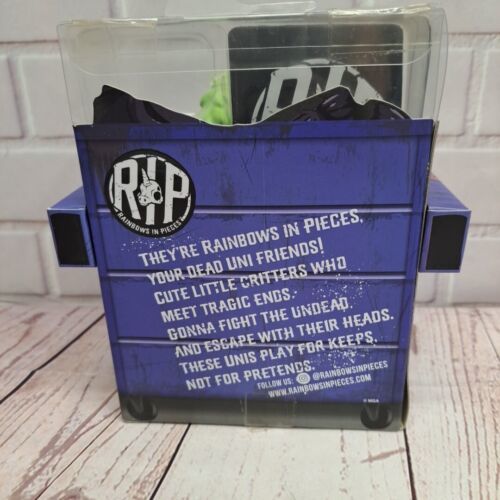 RIP
RIP
RAINBOWS IN PIECES
THEY'RE RAINBOWS IN PIECES,
YOUR DEAD UNI FRIENDS!
CUTE LITTLE CRITTERS WHO
MEET TRAGIC ENDS.
GONNA FIGHT THE UNDEAD
AND ESCAPE WITH THEIR HEADS.
THESE UNIS PLAY FOR KEEPS,
NOT FOR PRETENDS.
FOLLOW US: @RAINBOWSINPIECES
WWW.RAINBOWSINPIECES.COM
© MGA